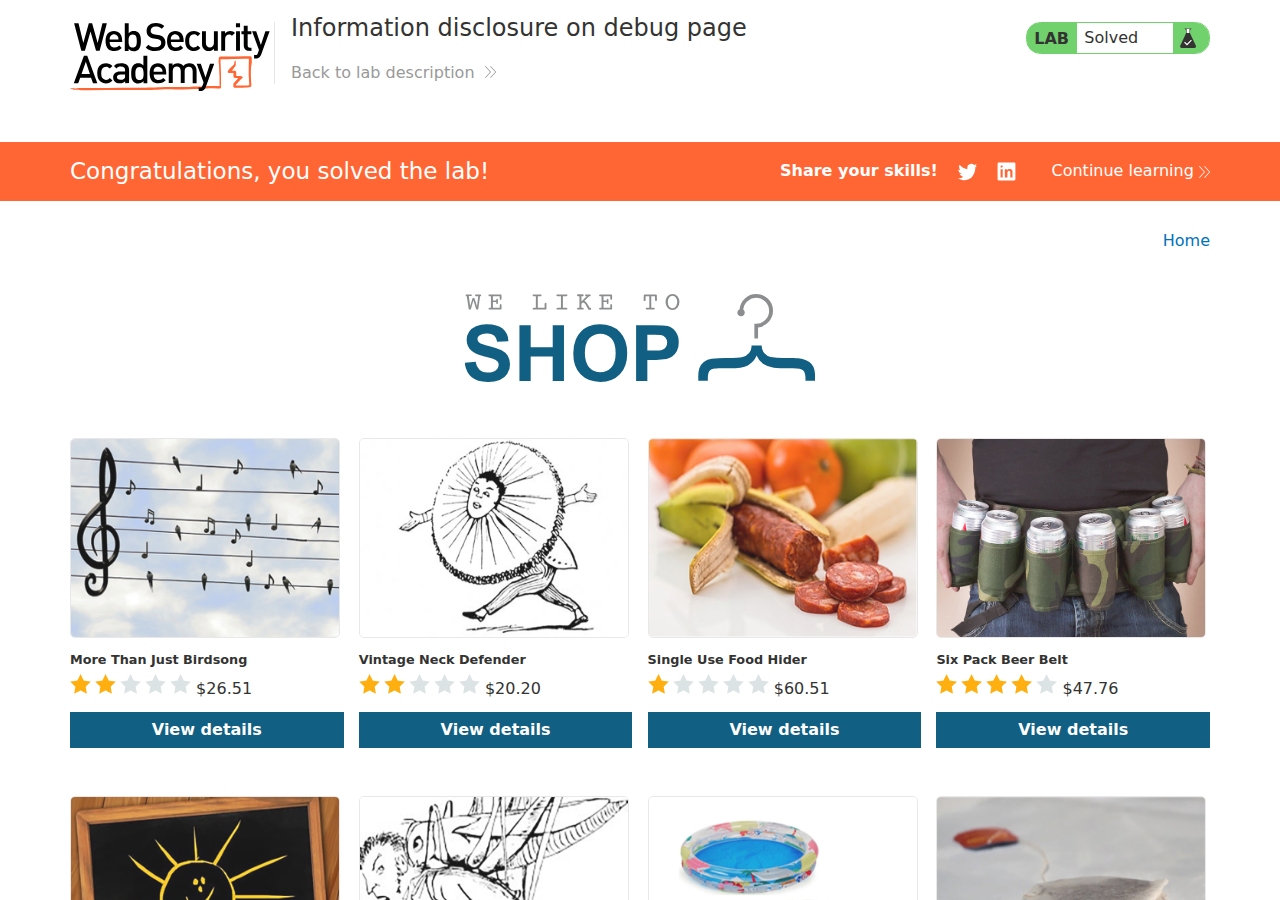 Web Security
Academy
Information disclosure on debug page
Back to lab description
LAB Solved
Congratulations, you solved the lab!
Share your skills!
Continue learning
Home
WE LIKE TO
SHOP
More Than Just Birdsong
$26.51
View details
Vintage Neck Defender
$20.20
View details
Single Use Food Hider
$60.51
View details
Six Pack Beer Belt
$47.76
View details